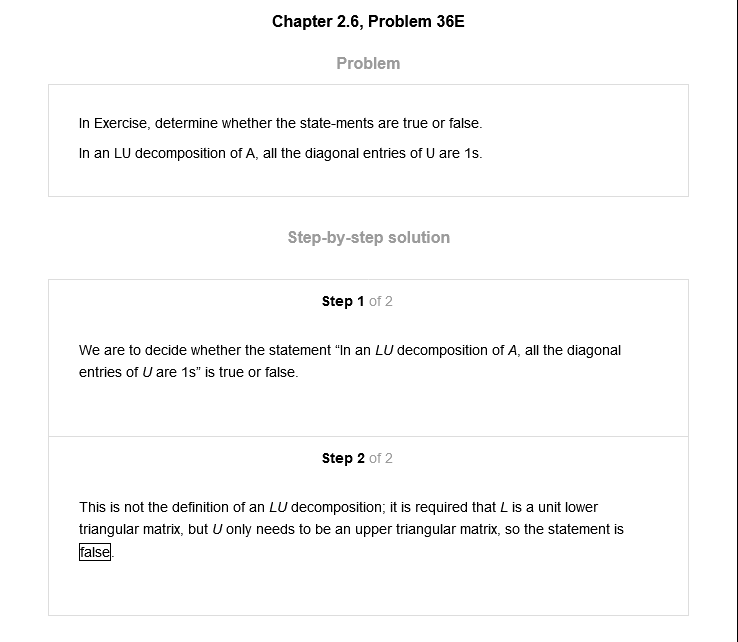 Chapter 2.6, Problem 36E
Problem
In Exercise, determine whether the state-ments are true or false.
In an LU decomposition of A, all the diagonal entries of U are 1s.
Step-by-step solution
Step 1 of 2
We are to decide whether the statement “In an LU decomposition of A, all the diagonal
entries of U are 1s” is true or false.
Step 2 of 2
This is not the definition of an LU decomposition; it is required that L is a unit lower
triangular matrix, but U only needs to be an upper triangular matrix, so the statement is
false.